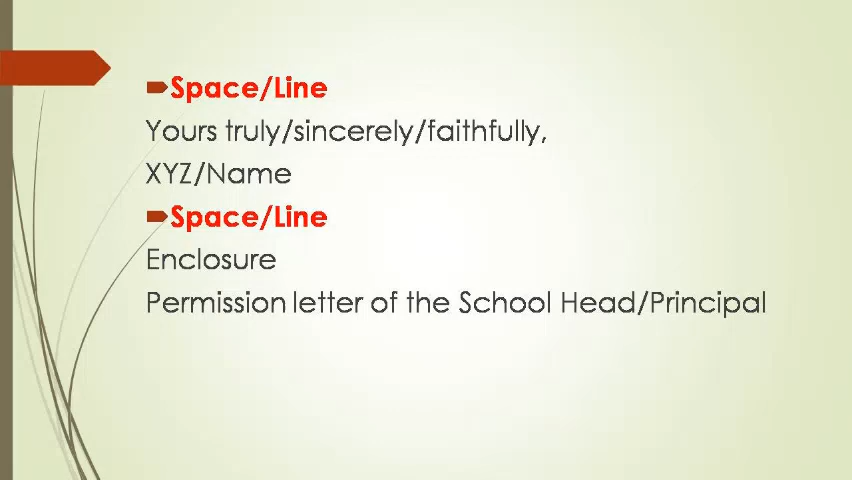 Space/Line
Yours truly/sincerely/faithfully,
XYZ/Name
Space/Line
Enclosure
Permission letter of the School Head/Principal